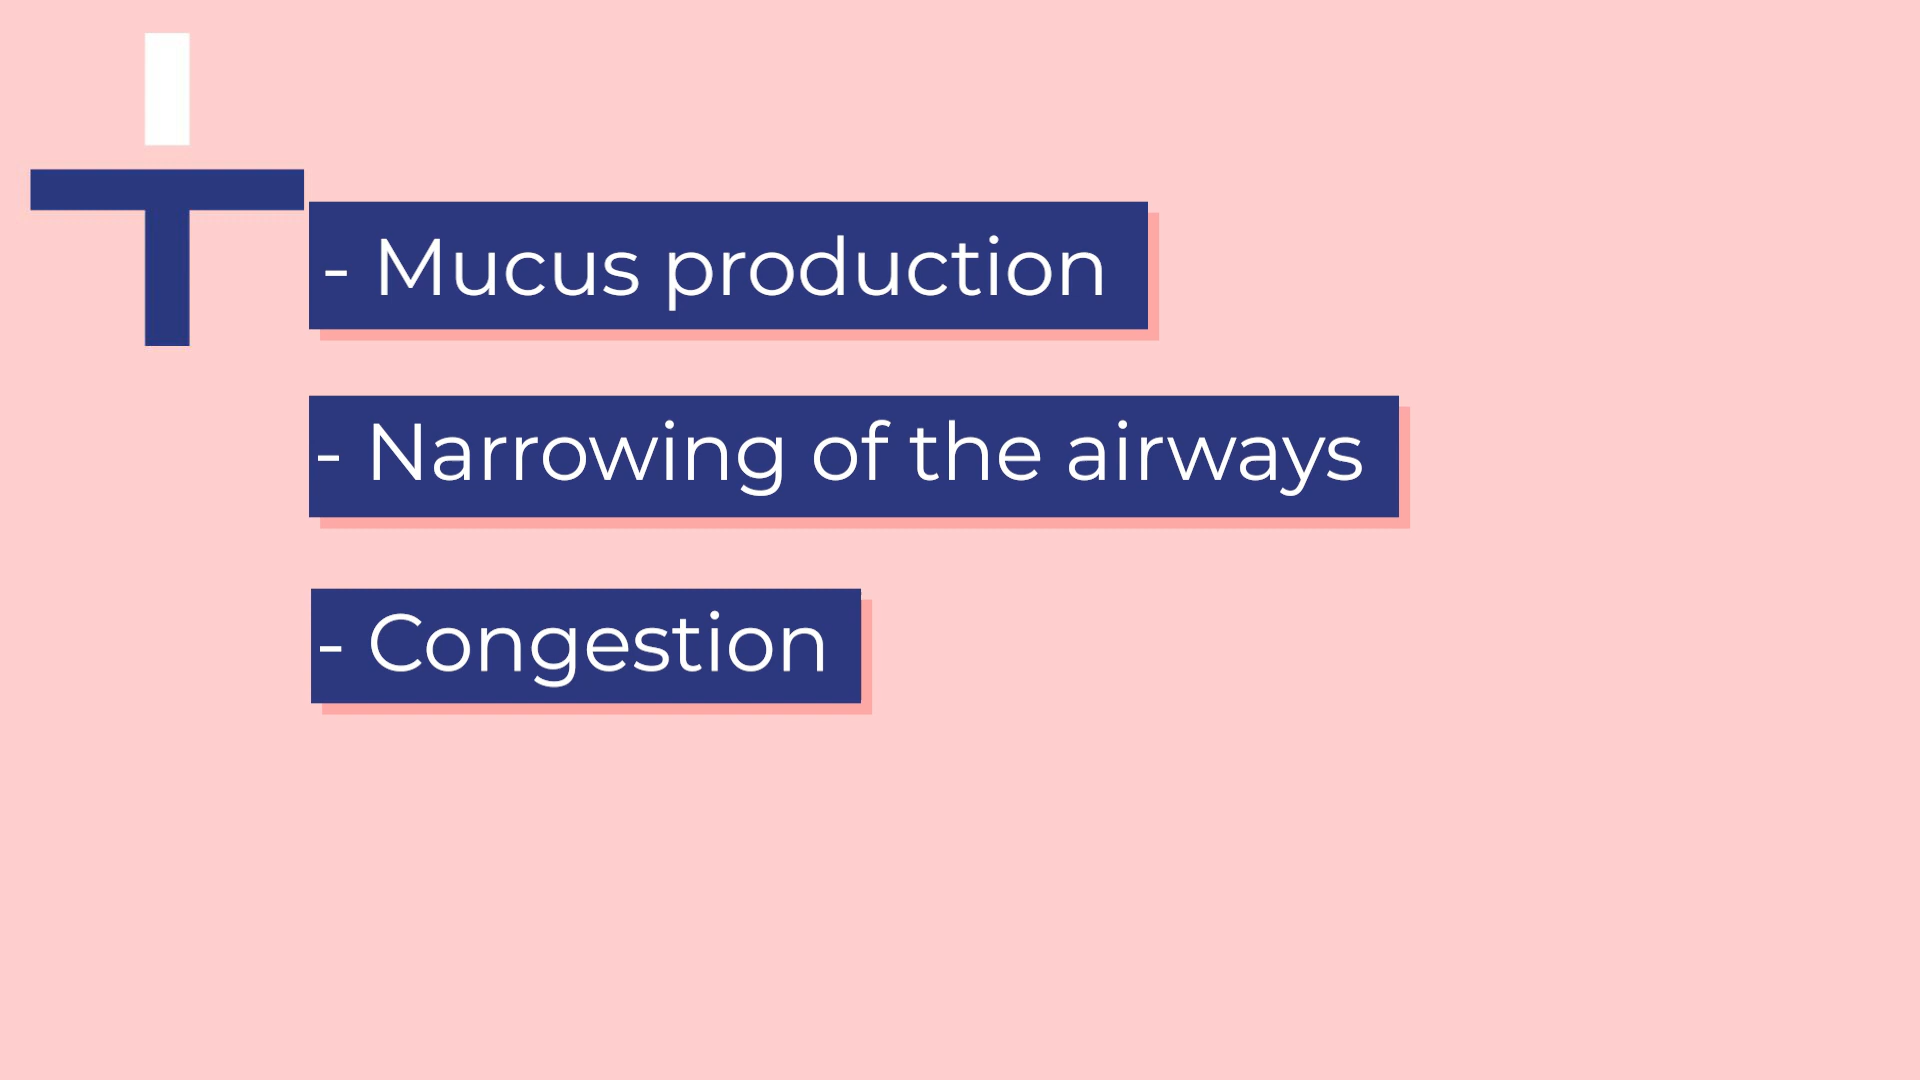 - Mucus production
- Narrowing of the airways
- Congestion